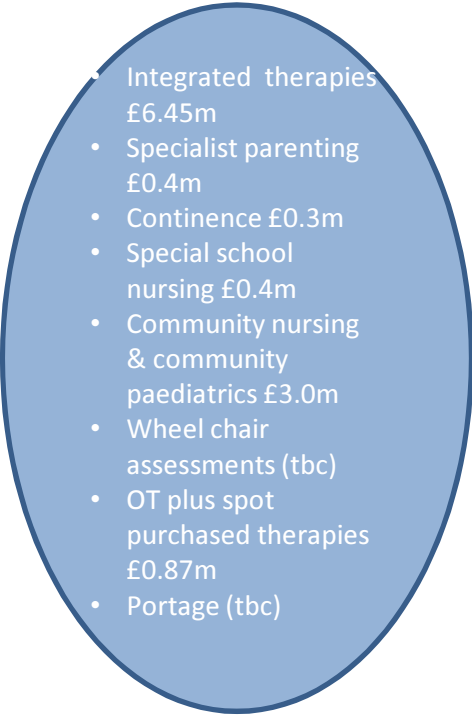 • Integrated therapies
£6.45m
• Specialist parenting
£0.4m
• Continence £0.3m
• Special school
nursing £0.4m
• Community nursing
& community
paediatrics £3.0m
• Wheel chair
assessments (tbc)
• OT plus spot
purchased therapies
£0.87m
• Portage (tbc)